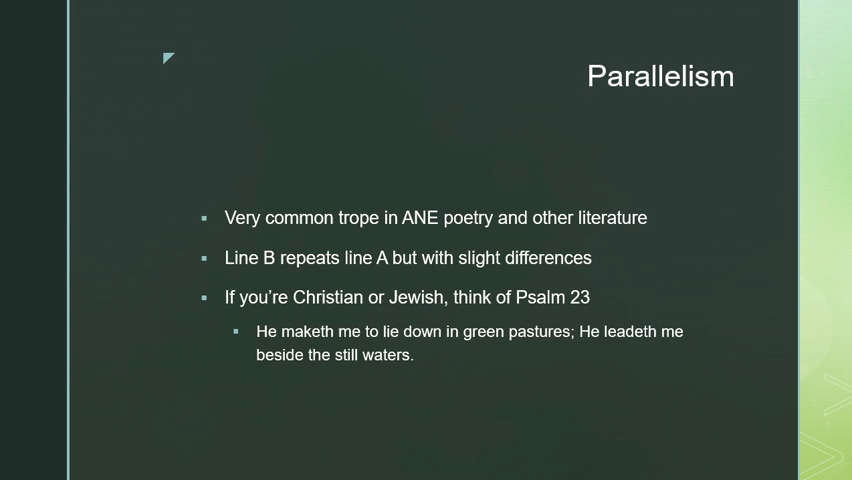 Parallelism
Very common trope in ANE poetry and other literature
Line B repeats line A but with slight differences
If you're Christian or Jewish, think of Psalm 23
He maketh me to lie down in green pastures; He leadeth me
beside the still waters.